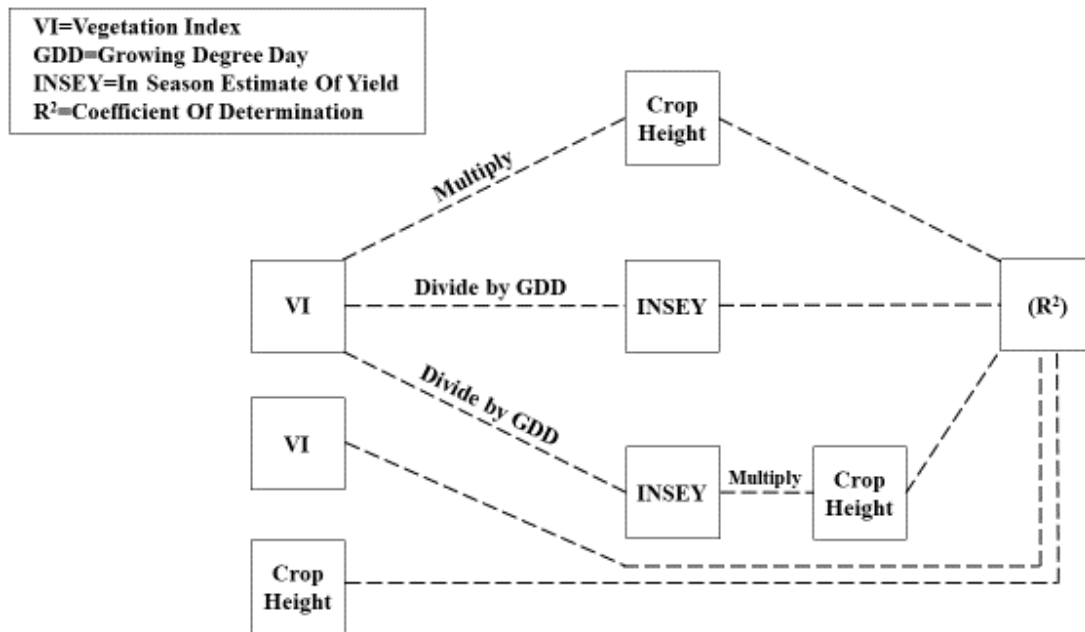 VI=Vegetation Index
GDD=Growing Degree Day
INSEY=In Season Estimate Of Yield
R²=Coefficient Of Determination
Crop
Height
Multiply
VI
Divide by GDD
INSEY
(R²)
Divide by GDD
VI
INSEY
Multiply
Crop
Height
Crop
Height